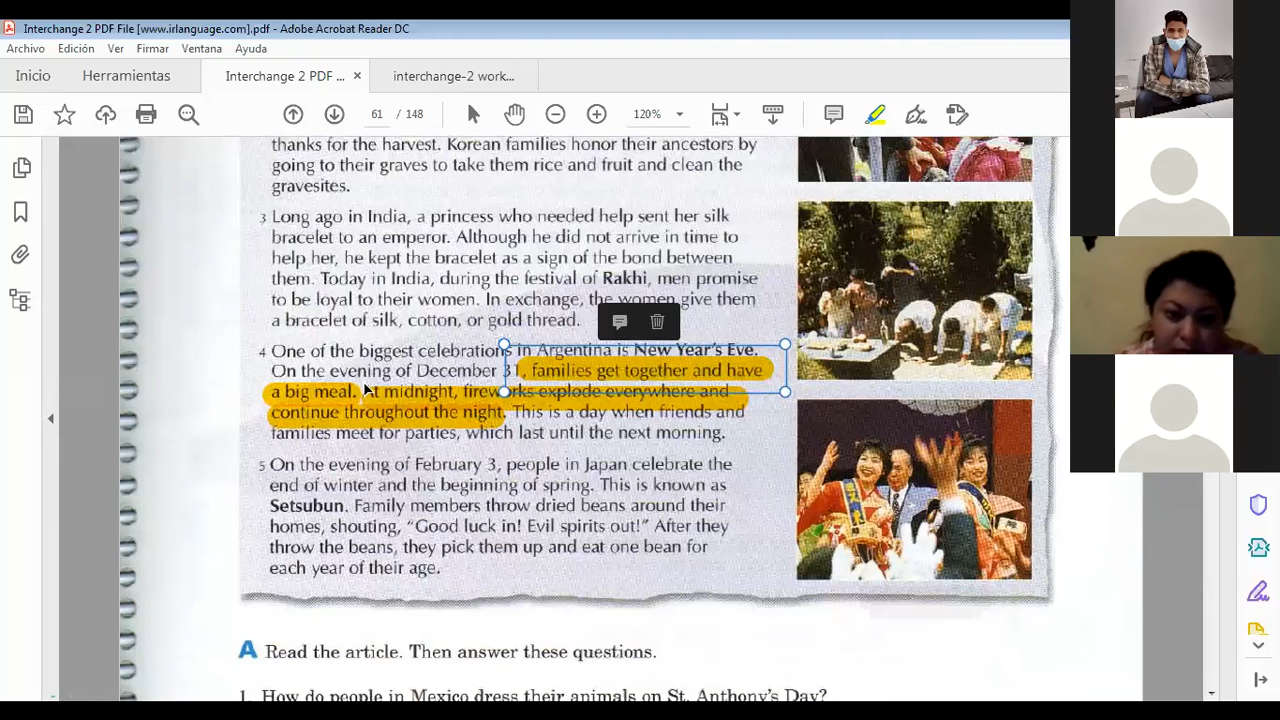 Interchange 2 PDF File [www.irlanguage.com].pdf - Adobe Acrobat Reader DC
Archivo Edición Ver Firmar Ventana Ayuda
Inicio Herramientas Interchange 2 PDF ... × interchange-2 work...
61 / 148 120%
thanks for the harvest. Korean families honor their ancestors by
going to their graves to take them rice and fruit and clean the
gravesites.
3 Long ago in India, a princess who needed help sent her silk
bracelet to an emperor. Although he did not arrive in time to
help her, he kept the bracelet as a sign of the bond between
them. Today in India, during the festival of Rakhi, men promise
to be loyal to their women. In exchange, the women give them
a bracelet of silk, cotton, or gold thread.
4 One of the biggest celebrations in Argentina is New Year's Eve.
On the evening of December 31, families get together and have
a big meal. At midnight, fireworks explode everywhere and
continue throughout the night. This is a day when friends and
families meet for parties, which last until the next morning.
5 On the evening of February 3, people in Japan celebrate the
end of winter and the beginning of spring. This is known as
Setsubun. Family members throw dried beans around their
homes, shouting, "Good luck in! Evil spirits out!" After they
throw the beans, they pick them up and eat one bean for
each year of their age.
A Read the article. Then answer these questions.
1. How do people in Mexico dress their animals on St. Anthony's Day?